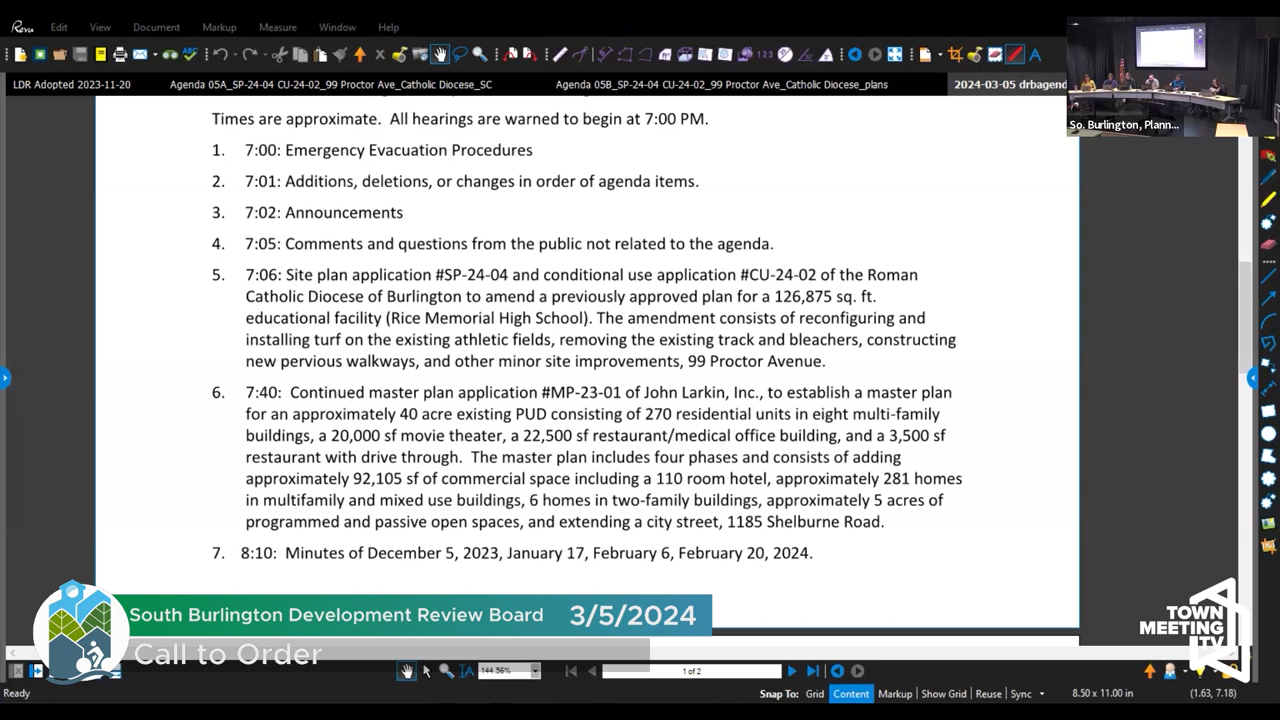 Revu Edit View Document Markup Measure Window Help
LDR Adopted 2023-11-20 Agenda 05A_SP-24-04 CU-24-02_99 Proctor Ave_Catholic Diocese_SC Agenda 05B_SP-24-04 CU-24-02_99 Proctor Ave_Catholic Diocese_plans 2024-03-05 drbagend
So. Burlington, Plann...
Times are approximate. All hearings are warned to begin at 7:00 PM.
1. 7:00: Emergency Evacuation Procedures
2. 7:01: Additions, deletions, or changes in order of agenda items.
3. 7:02: Announcements
4. 7:05: Comments and questions from the public not related to the agenda.
5. 7:06: Site plan application #SP-24-04 and conditional use application #CU-24-02 of the Roman
Catholic Diocese of Burlington to amend a previously approved plan for a 126,875 sq. ft.
educational facility (Rice Memorial High School). The amendment consists of reconfiguring and
installing turf on the existing athletic fields, removing the existing track and bleachers, constructing
new pervious walkways, and other minor site improvements, 99 Proctor Avenue.
6. 7:40: Continued master plan application #MP-23-01 of John Larkin, Inc., to establish a master plan
for an approximately 40 acre existing PUD consisting of 270 residential units in eight multi-family
buildings, a 20,000 sf movie theater, a 22,500 sf restaurant/medical office building, and a 3,500 sf
restaurant with drive through. The master plan includes four phases and consists of adding
approximately 92,105 sf of commercial space including a 110 room hotel, approximately 281 homes
in multifamily and mixed use buildings, 6 homes in two-family buildings, approximately 5 acres of
programmed and passive open spaces, and extending a city street, 1185 Shelburne Road.
7. 8:10: Minutes of December 5, 2023, January 17, February 6, February 20, 2024.
South Burlington Development Review Board 3/5/2024
Call to Order
TOWN
MEETING
TV
144.56% 1 of 2
Ready Snap To: Grid Content Markup Show Grid Reuse Sync 8.50 x 11.00 in (1.63, 7.18)